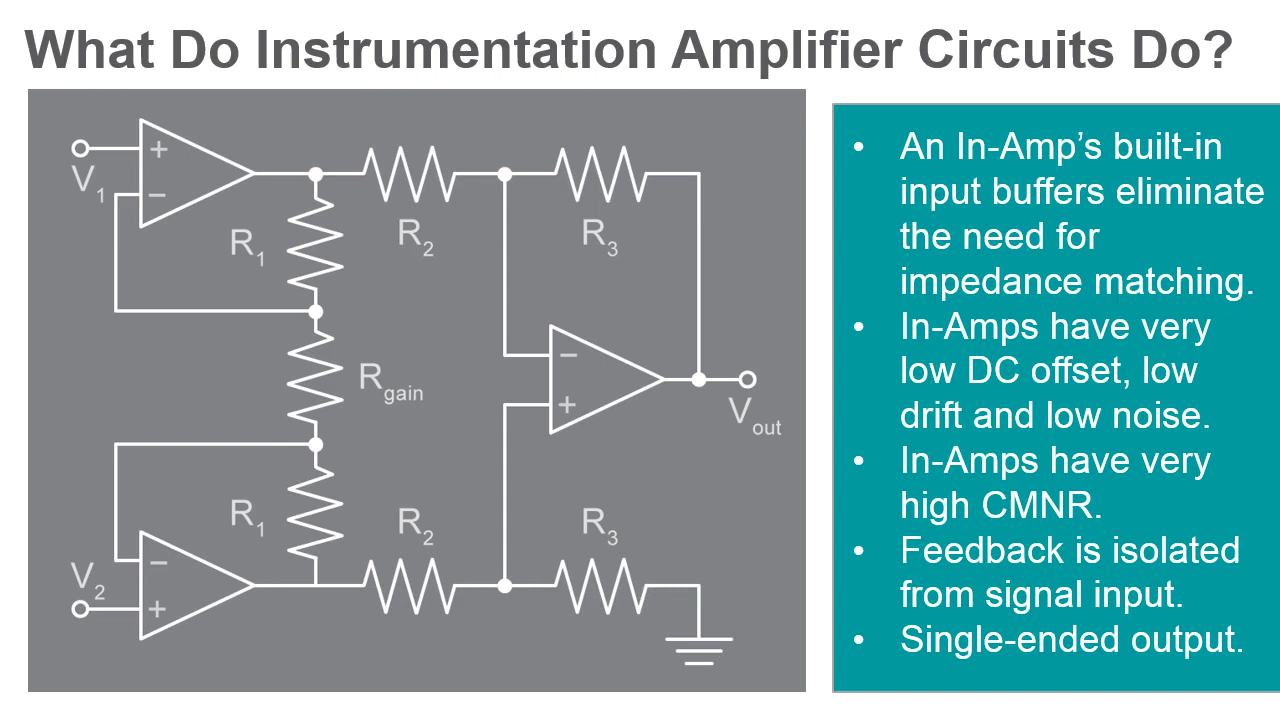 What Do Instrumentation Amplifier Circuits Do?
V1
+
−
R1
R2
R3
Rgain
−
+
Vout
R1
R2
R3
V2
−
+
• An In-Amp’s built-in
input buffers eliminate
the need for
impedance matching.
• In-Amps have very
low DC offset, low
drift and low noise.
• In-Amps have very
high CMNR.
• Feedback is isolated
from signal input.
• Single-ended output.